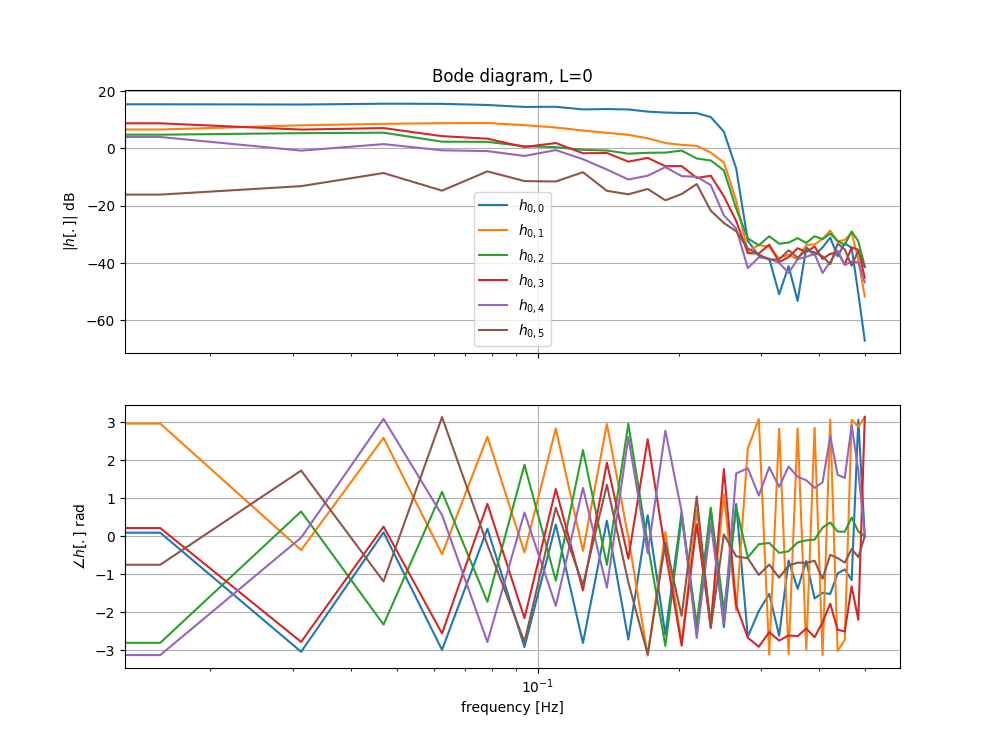 Bode diagram, L=0
20
0
−20
−40
−60
|h[.]| dB
h0,0
h0,1
h0,2
h0,3
h0,4
h0,5
3
2
1
0
−1
−2
−3
∠h[.] rad
10−1
frequency [Hz]